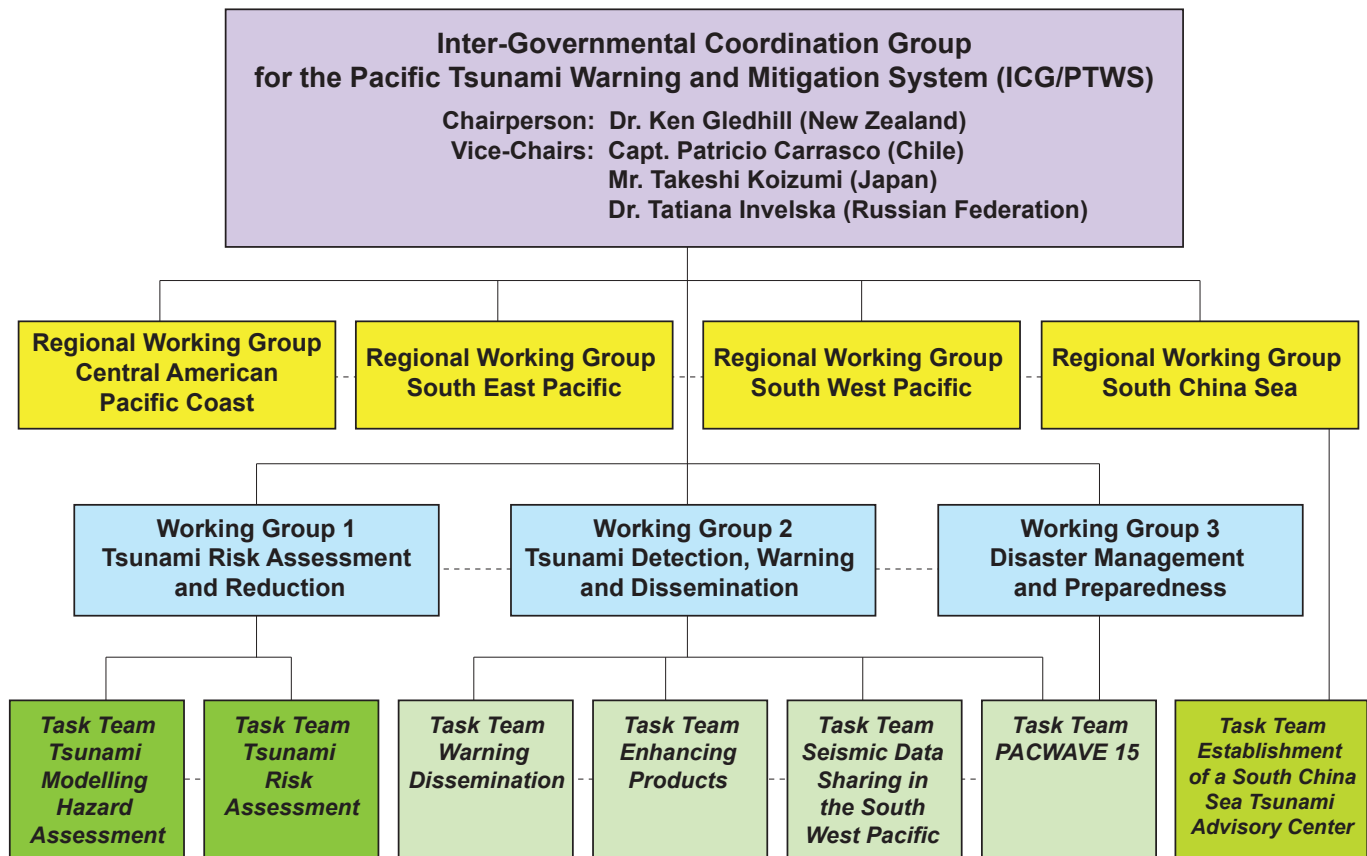 Inter-Governmental Coordination Group
for the Pacific Tsunami Warning and Mitigation System (ICG/PTWS)
Chairperson: Dr. Ken Gledhill (New Zealand)
Vice-Chairs: Capt. Patricio Carrasco (Chile)
Mr. Takeshi Koizumi (Japan)
Dr. Tatiana Invelska (Russian Federation)
Regional Working Group
Central American
Pacific Coast
Regional Working Group
South East Pacific
Regional Working Group
South West Pacific
Regional Working Group
South China Sea
Working Group 1
Tsunami Risk Assessment
and Reduction
Working Group 2
Tsunami Detection, Warning
and Dissemination
Working Group 3
Disaster Management
and Preparedness
Task Team
Tsunami
Modelling
Hazard
Assessment
Task Team
Tsunami
Risk
Assessment
Task Team
Warning
Dissemination
Task Team
Enhancing
Products
Task Team
Seismic Data
Sharing in
the South
West Pacific
Task Team
PACWAVE 15
Task Team
Establishment
of a South China
Sea Tsunami
Advisory Center